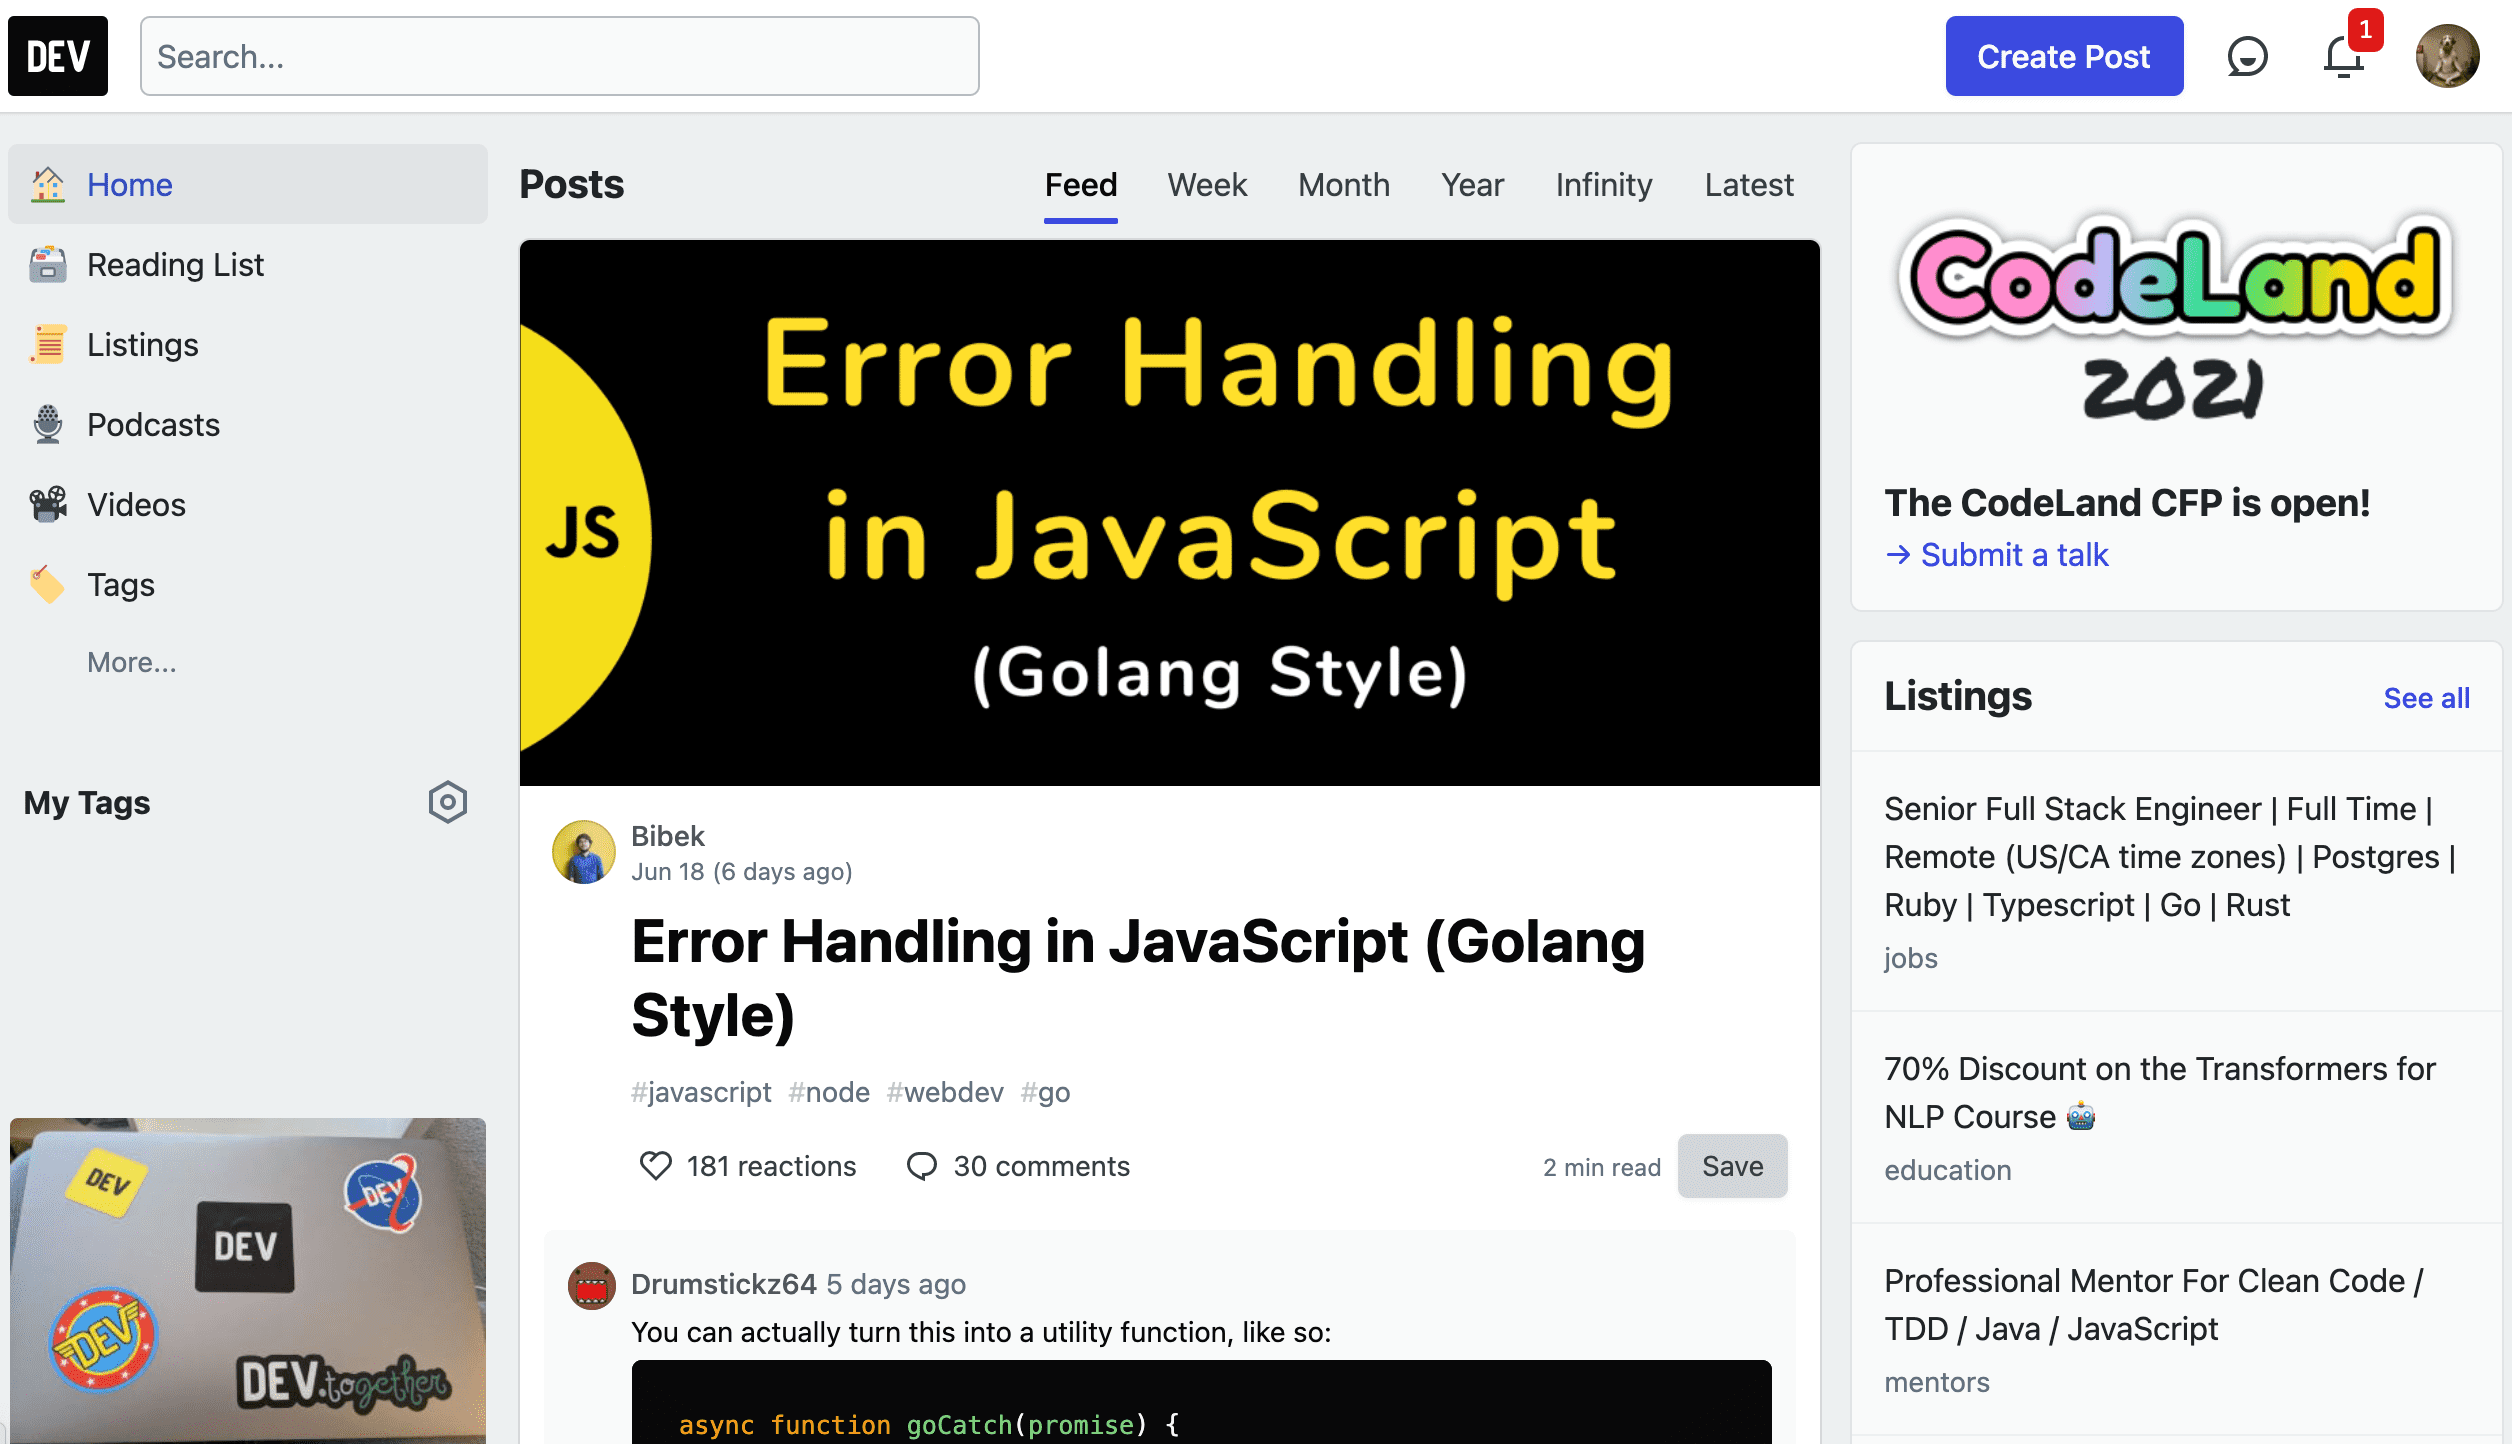 DEV
Search...
Create Post
1
Home
Reading List
Listings
Podcasts
Videos
Tags
More...
My Tags
DEV
DEV
DEV
DEV
DEV.together
Posts
Feed
Week
Month
Year
Infinity
Latest
Error Handling
in JavaScript
(Golang Style)
JS
Bibek
Jun 18 (6 days ago)
Error Handling in JavaScript (Golang
Style)
#javascript #node #webdev #go
181 reactions
30 comments
2 min read
Save
Drumstickz64 5 days ago
You can actually turn this into a utility function, like so:
async function goCatch(promise) {
CodeLand
2021
The CodeLand CFP is open!
→ Submit a talk
Listings
See all
Senior Full Stack Engineer | Full Time |
Remote (US/CA time zones) | Postgres |
Ruby | Typescript | Go | Rust
jobs
70% Discount on the Transformers for
NLP Course 🤖
education
Professional Mentor For Clean Code /
TDD / Java / JavaScript
mentors